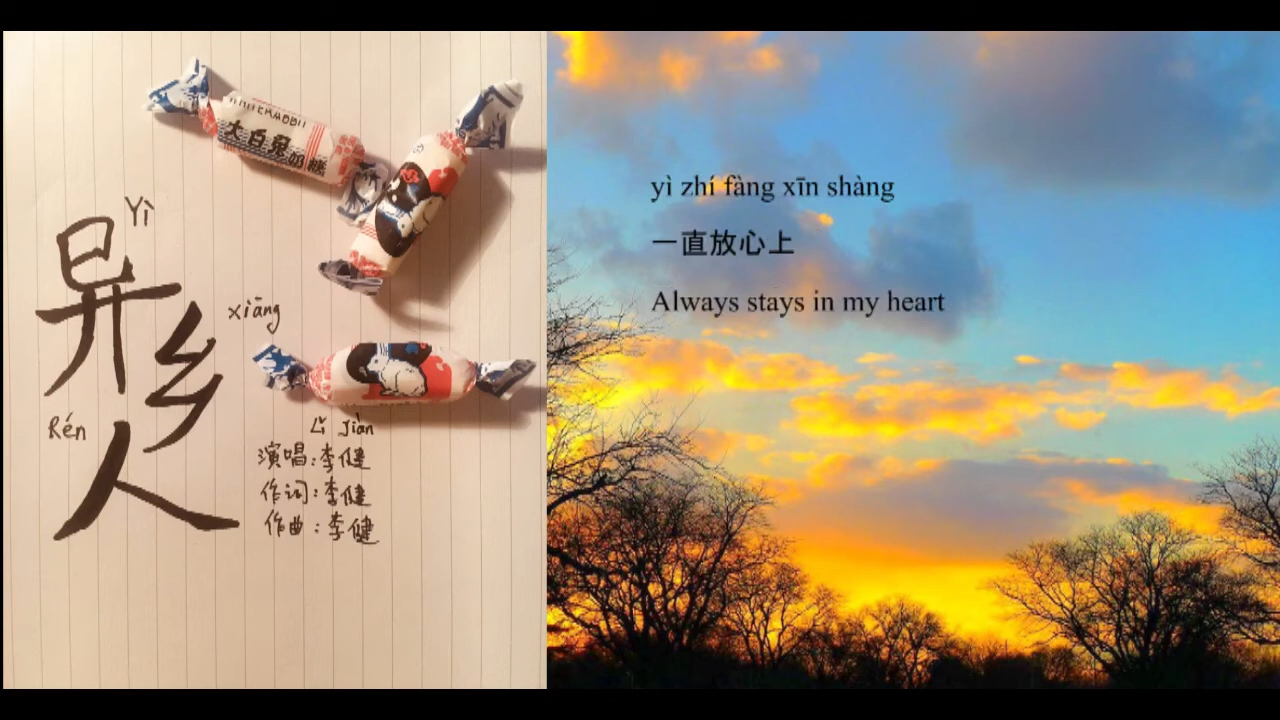 大白兔奶糖
Yì
异
xiāng
乡
Rén
人
Lǐ Jiàn
演唱:李健
作词:李健
作曲:李健
yì zhí fàng xīn shàng
一直放心上
Always stays in my heart